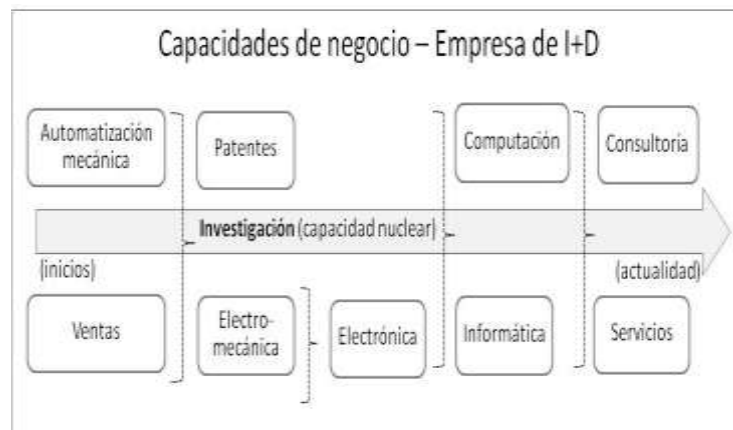 Capacidades de negocio – Empresa de I+D
Automatización
mecánica
Patentes
Computación
Consultoria
Investigación (capacidad nuclear)
(inicios)
(actualidad)
Ventas
Electro-
mecánica
Electrónica
Informática
Servicios